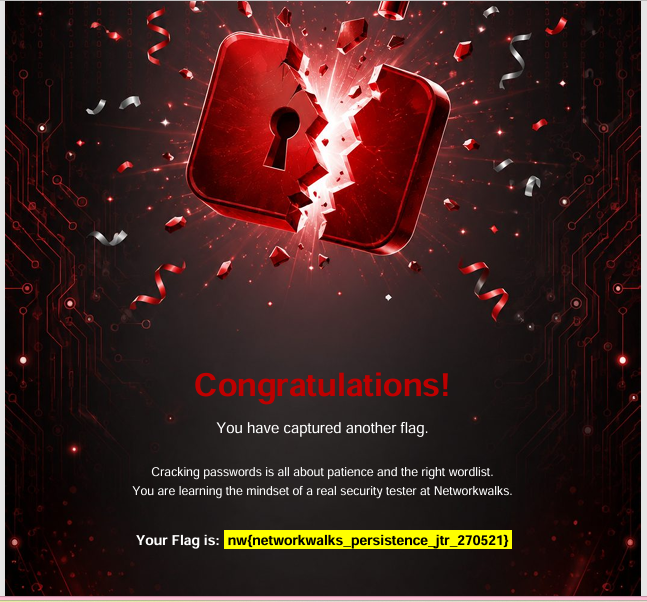 Congratulations!
You have captured another flag.
Cracking passwords is all about patience and the right wordlist.
You are learning the mindset of a real security tester at Networkwalks.
Your Flag is: nw{networkwalks_persistence_jtr_270521}